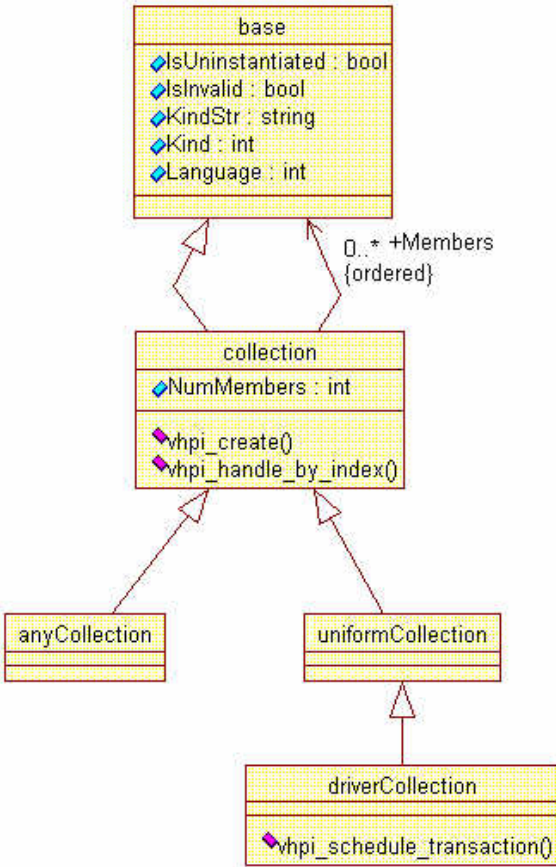 base
IsUninstantiated : bool
IsInvalid : bool
KindStr : string
Kind : int
Language : int
0..* +Members
{ordered}
collection
NumMembers : int
vhpi_create()
vhpi_handle_by_index()
anyCollection
uniformCollection
driverCollection
vhpi_schedule_transaction()